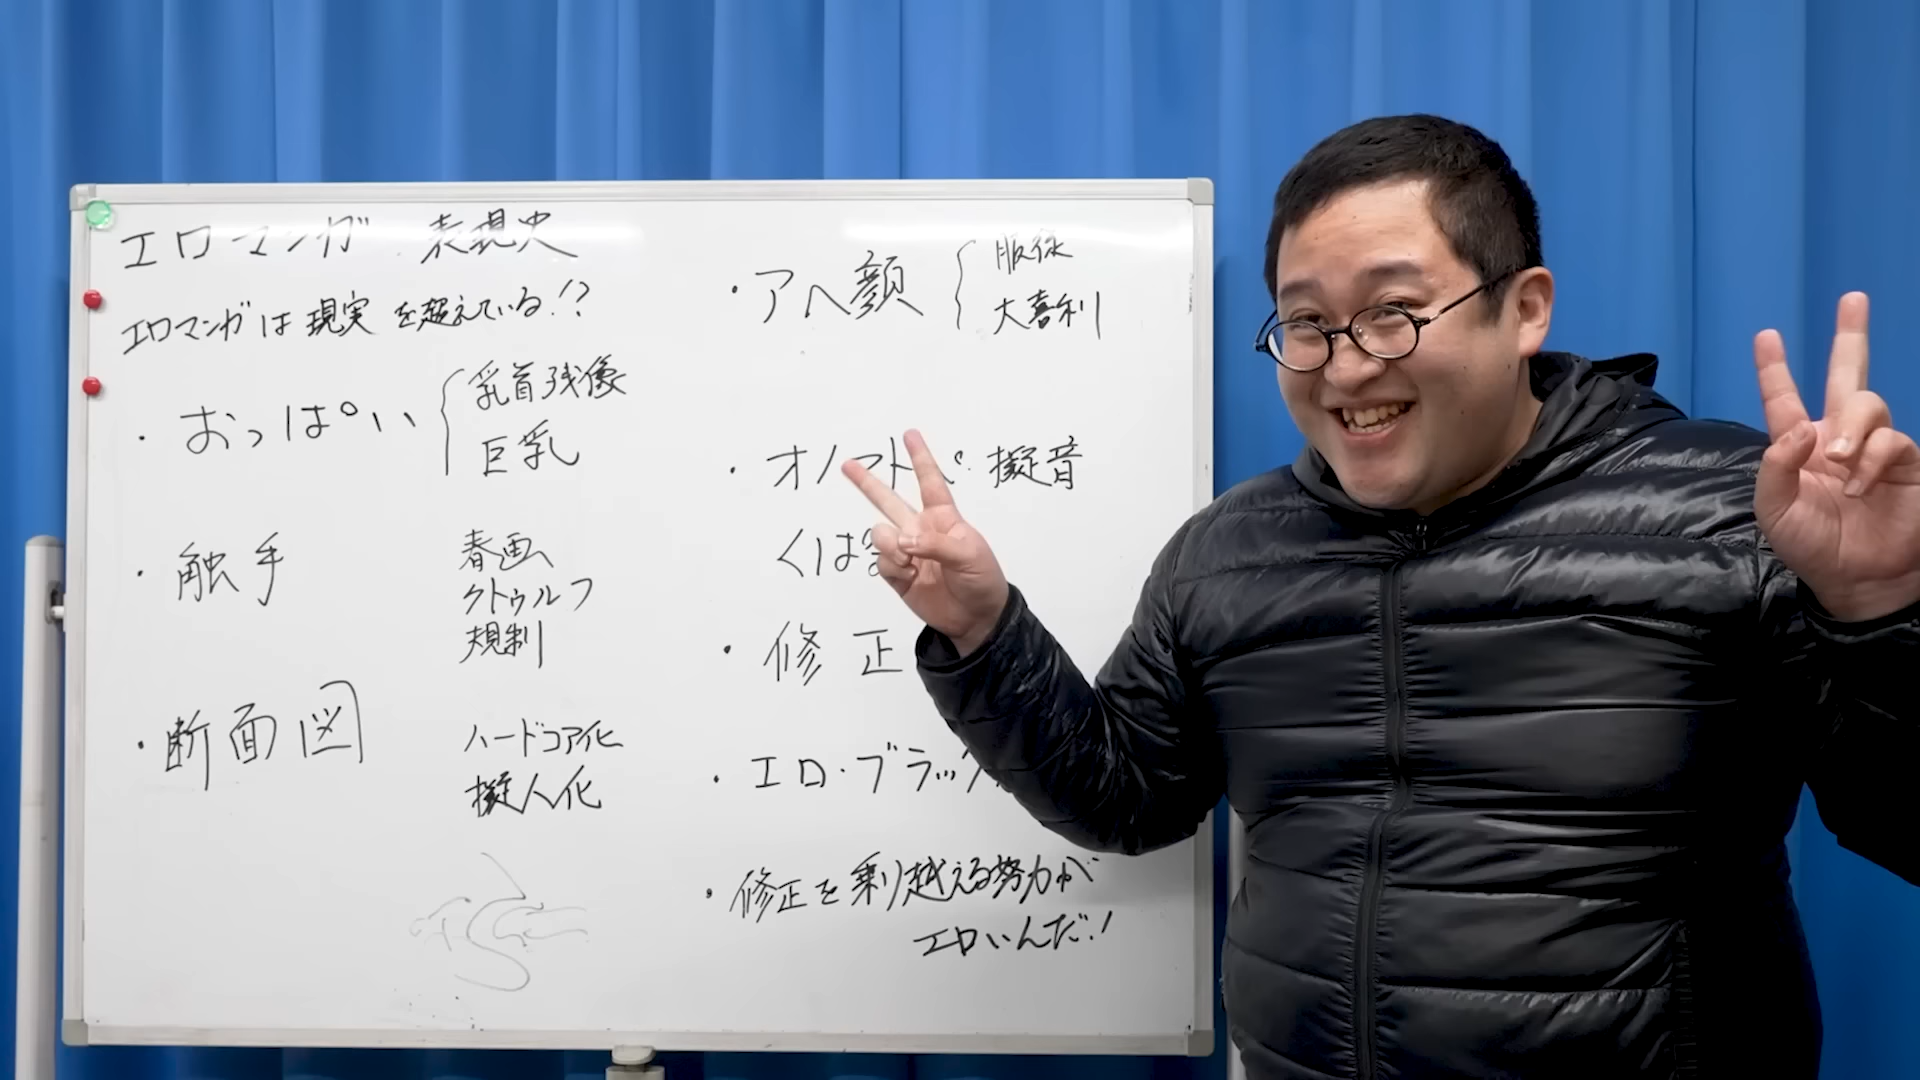 エロマンガ 表現史
エロマンガは現実を超えている!?
・おっぱい
乳首残像
巨乳
・触手
春画
クトゥルフ
規制
・断面図
ハードコア化
擬人化
・アヘ顔
服従
大喜利
・オノマトペ 擬音
くぱぁ
・修正
・エロ・ブラック
・修正を乗り越える努力が
エロいんだ!